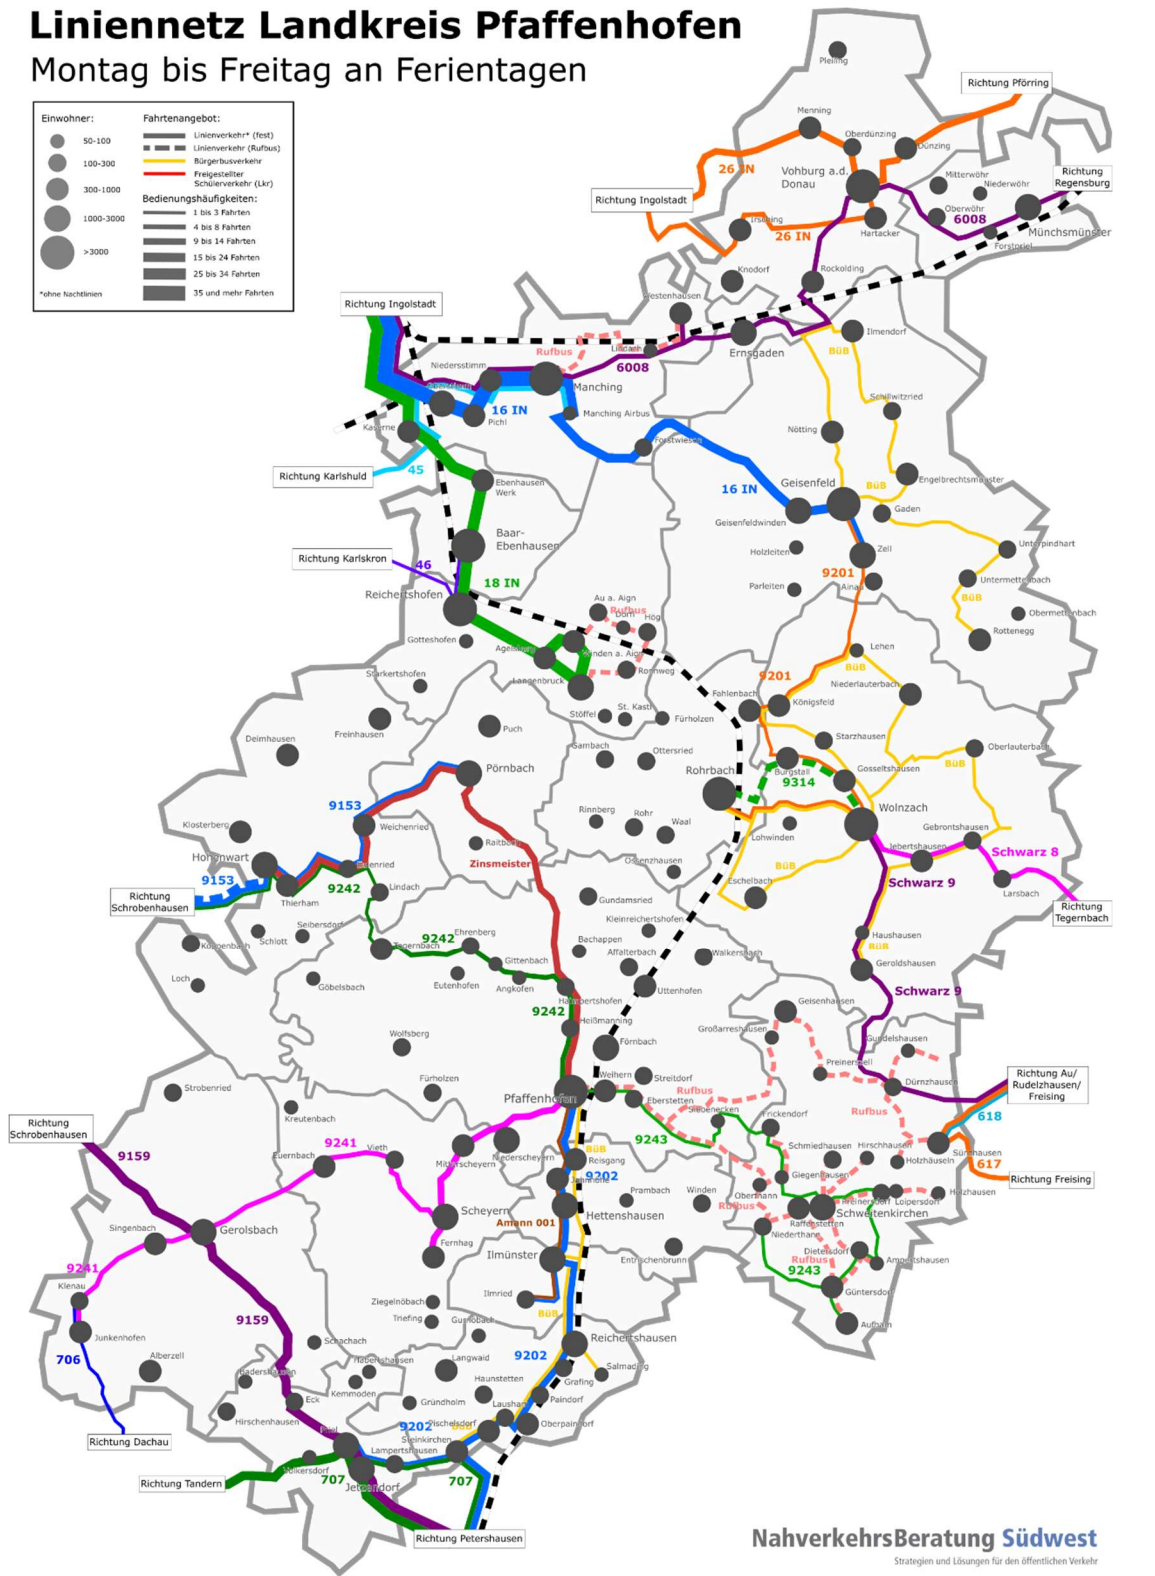 Liniennetz Landkreis Pfaffenhofen
Montag bis Freitag an Ferientagen
Einwohner:
50-100
100-300
300-1000
1000-3000
>3000
*ohne Nachtlinien
Fahrtenangebot:
Linienverkehr* (fest)
Linienverkehr (Rufbus)
Bürgerbusverkehr
Freigestellter
Schülerverkehr (Lkr)
Bedienungshäufigkeiten:
1 bis 3 Fahrten
4 bis 8 Fahrten
9 bis 14 Fahrten
15 bis 24 Fahrten
25 bis 34 Fahrten
35 und mehr Fahrten
Pleiling
Richtung Pförring
Menning
Oberdünzing
Dünzing
26 IN
Vohburg a.d.
Donau
Mitterwöhr
Niederwöhr
Richtung
Regensburg
Richtung Ingolstadt
Irsching
26 IN
Hartacker
Oberwöhr
6008
Münchsmünster
Knodorf
Rockolding
Richtung Ingolstadt
Ernsgaden
Ilmendorf
BüB
Rufbus
6008
Niederstimm
Manching
16 IN
Pichl
Manching Airbus
Schillwitzried
Kaserne
Forstwiesen
Nötting
Richtung Karlshuld
45
Ebenhausen
Werk
16 IN
Geisenfeld
BüB
Engelbrechtsmünster
Geisenfeldwinden
Gaden
Baar-
Ebenhausen
Holzleiten
Zell
Unterpindhart
Richtung Karlskron
46
18 IN
9201
Ainau
Untermettenbach
BüB
Parleiten
Reichertshofen
Au a. Aign
Rufbus
Dorn
Hög
Obermettenbach
Rottenegg
Gotteshofen
Winden a. Aign
Lehen
BüB
Ronnweg
Langenbruck
Starkertshofen
9201
Niederlauterbach
Fahlenbach
Königsfeld
Stöffel
St. Kastl
Fürholzen
Freinhausen
Puch
Deimhausen
Gambach
Ottersried
Starzhausen
Oberlauterbach
BüB
Pörnbach
Rohrbach
Burgstall
9314
Gosseltshausen
9153
Rinnberg
Rohr
Waal
Wolnzach
Klosterberg
Weichenried
Raitbach
Lohwinden
Gebrontshausen
Jebertshausen
Schwarz 8
Hohenwart
Zinsmeister
9153
9242
Lindach
BüB
Eschelbach
Schwarz 9
Larsbach
Richtung
Schrobenhausen
Thierham
Gundamsried
Richtung
Tegernbach
Kleinreichertshofen
Schlott
Seibersdorf
Tegernbach
9242
Ehrenberg
Bachappen
Haushausen
BüB
Affalterbach
Walkersbach
Gittenbach
Geroldshausen
Loch
Göbelsbach
Eutenhofen
Angkofen
Uttenhofen
Schwarz 9
9242
Heißmanning
Geisenhausen
Großarreshausen
Wolfsberg
Förnbach
Gundelshausen
Strobenried
Fürholzen
Weihern
Streitdorf
Dürnzhausen
Richtung Au/
Rudelzhausen/
Freising
Pfaffenhofen
Eberstetten
Rufbus
Rufbus
618
Kreutenbach
Richtung
Schrobenhausen
9241
Vieth
9243
Frickendorf
9159
Euernbach
Mitterscheyern
Niederscheyern
BüB
Reisgang
9202
Schmiedhausen
Hirschhausen
Holzhäuseln
617
Richtung Freising
Giegenhausen
Holzhausen
Loipersdorf
Prambach
Winden
Rufbus
Raffenstetten
Schweitenkirchen
Scheyern
Hettenshausen
Amann 001
Niederthann
Gerolsbach
Singenbach
Fernhag
Ilmünster
Entrischenbrunn
Dietersdorf
Rufbus
Ampertshausen
9241
9243
Klenau
Ilmried
Ziegelnöbach
BüB
Güntersdorf
Junkenhofen
9159
Triefing
Aufham
Reichertshausen
706
Alberzell
Schachach
Langwaid
9202
Salmading
Grafing
Kemmoden
Haunstetten
Eck
Gründholm
Paindorf
Hirschenhausen
9202
Oberpaindorf
Steinkirchen
Lampertshausen
Richtung Dachau
Richtung Tandern
707
Jetzendorf
707
Richtung Petershausen
NahverkehrsBeratung Südwest
Strategien und Lösungen für den öffentlichen Verkehr